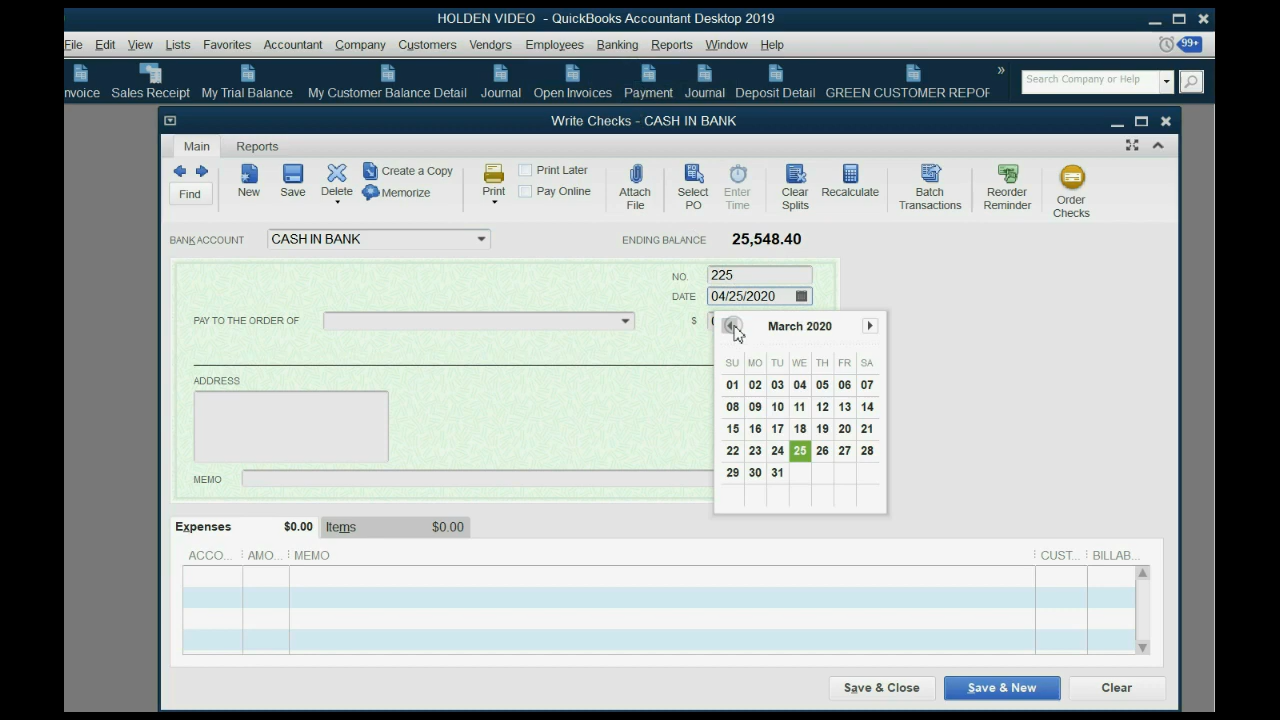 HOLDEN VIDEO - QuickBooks Accountant Desktop 2019
File Edit View Lists Favorites Accountant Company Customers Vendors Employees Banking Reports Window Help
99+
nvoice Sales Receipt My Trial Balance My Customer Balance Detail Journal Open Invoices Payment Journal Deposit Detail GREEN CUSTOMER REPOR
» Search Company or Help
Write Checks - CASH IN BANK
Main Reports
Find New Save Delete Create a Copy
Memorize
Print Print Later
Pay Online
Attach File
Select PO
Enter Time
Clear Splits
Recalculate
Batch Transactions
Reorder Reminder
Order Checks
BANK ACCOUNT CASH IN BANK ENDING BALANCE 25,548.40
NO. 225
DATE 04/25/2020
PAY TO THE ORDER OF $
March 2020
SU MO TU WE TH FR SA
01 02 03 04 05 06 07
08 09 10 11 12 13 14
15 16 17 18 19 20 21
22 23 24 25 26 27 28
29 30 31
ADDRESS
MEMO
Expenses $0.00 Items $0.00
ACCO... AMO... MEMO CUST... BILLAB...
Save & Close Save & New Clear